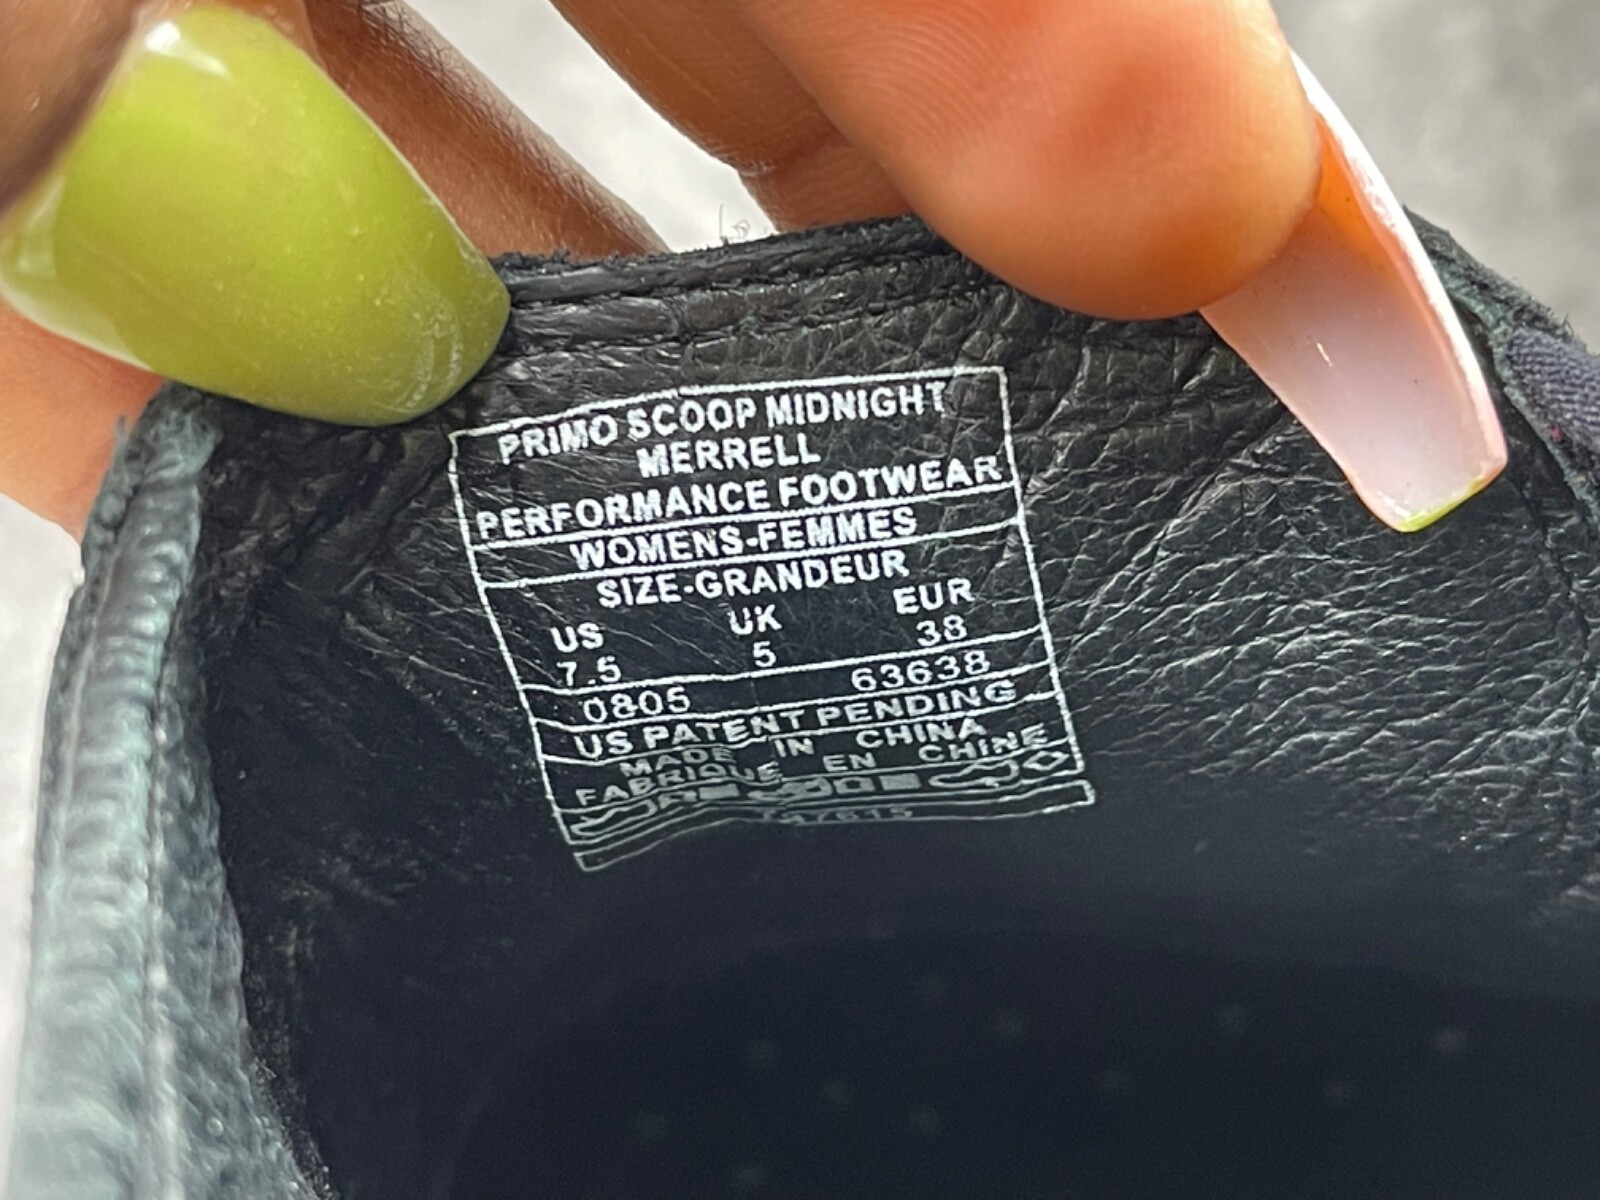 PRIMO SCOOP MIDNIGHT
MERRELL
PERFORMANCE FOOTWEAR
WOMENS-FEMMES
SIZE-GRANDEUR
US UK EUR
7.5 5 38
0805 63638
US PATENT PENDING
MADE IN CHINA
FABRIQUE EN CHINE